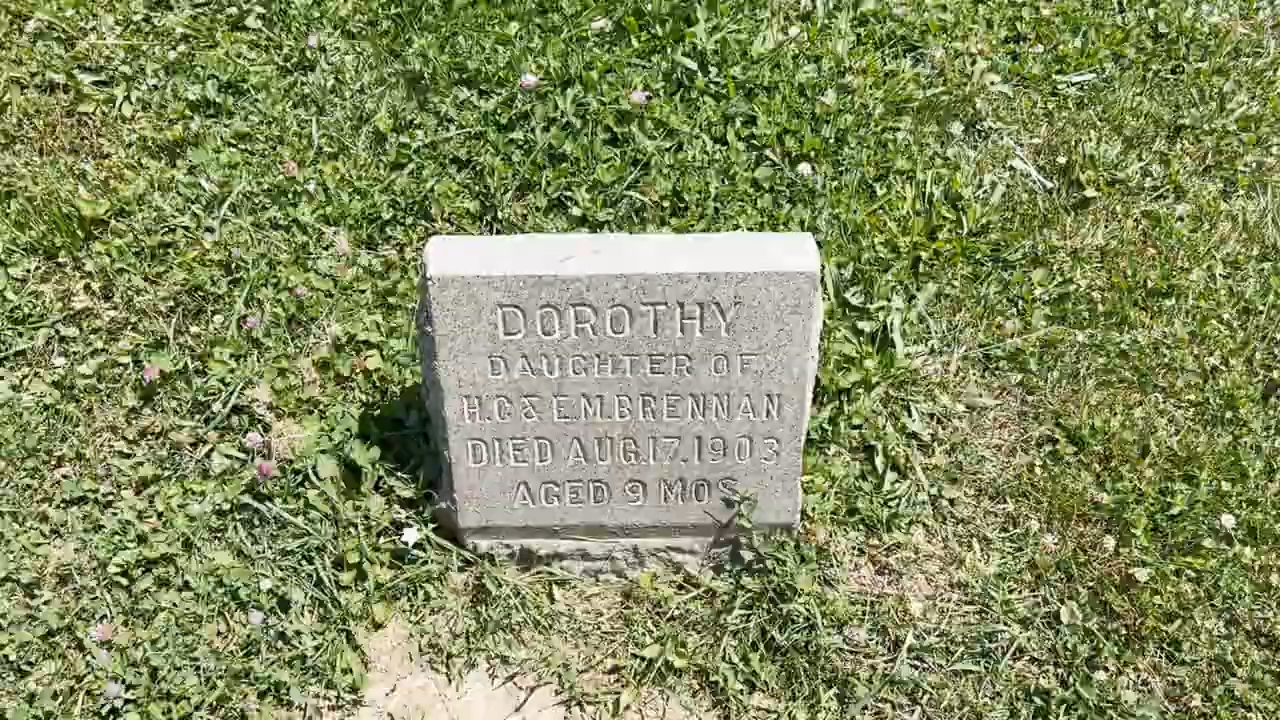 DOROTHY
DAUGHTER OF
H.C & E.M. BRENNAN
DIED AUG. 17. 1903
AGED 9 MOS